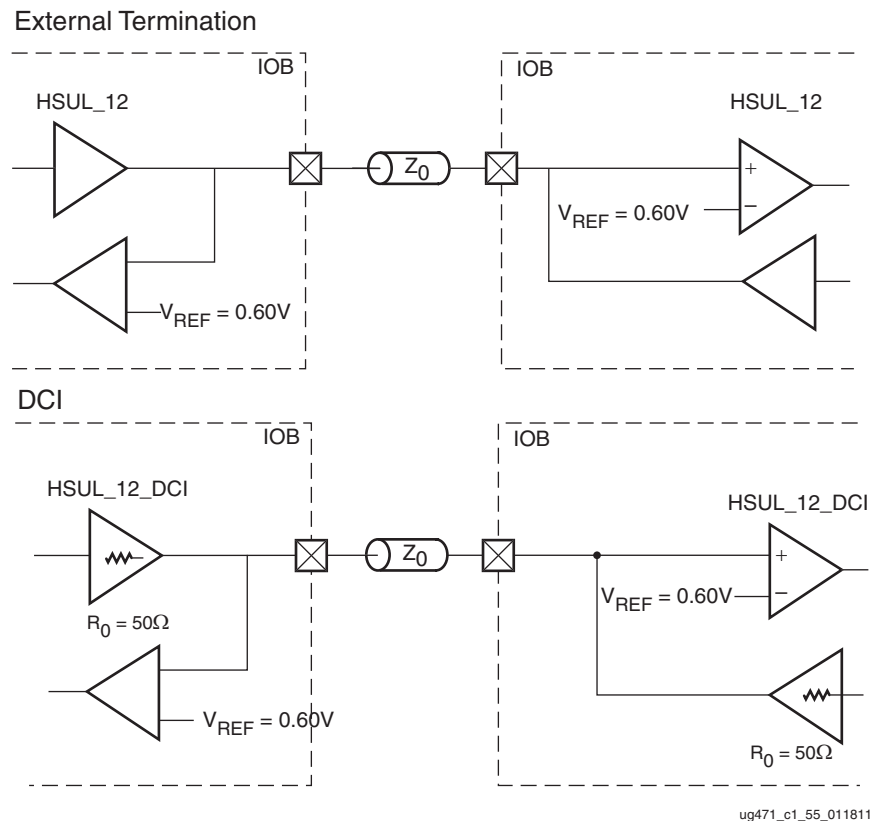 External Termination
IOB
IOB
HSUL_12
HSUL_12
Z0
+
–
VREF = 0.60V
VREF = 0.60V
DCI
IOB
IOB
HSUL_12_DCI
HSUL_12_DCI
Z0
+
–
VREF = 0.60V
R0 = 50Ω
VREF = 0.60V
R0 = 50Ω
ug471_c1_55_011811